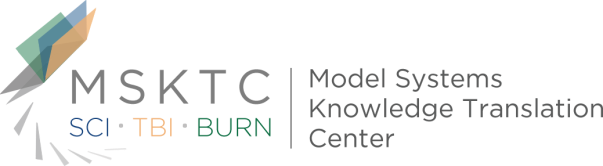 MSKTC
SCI • TBI • BURN
Model Systems
Knowledge Translation
Center